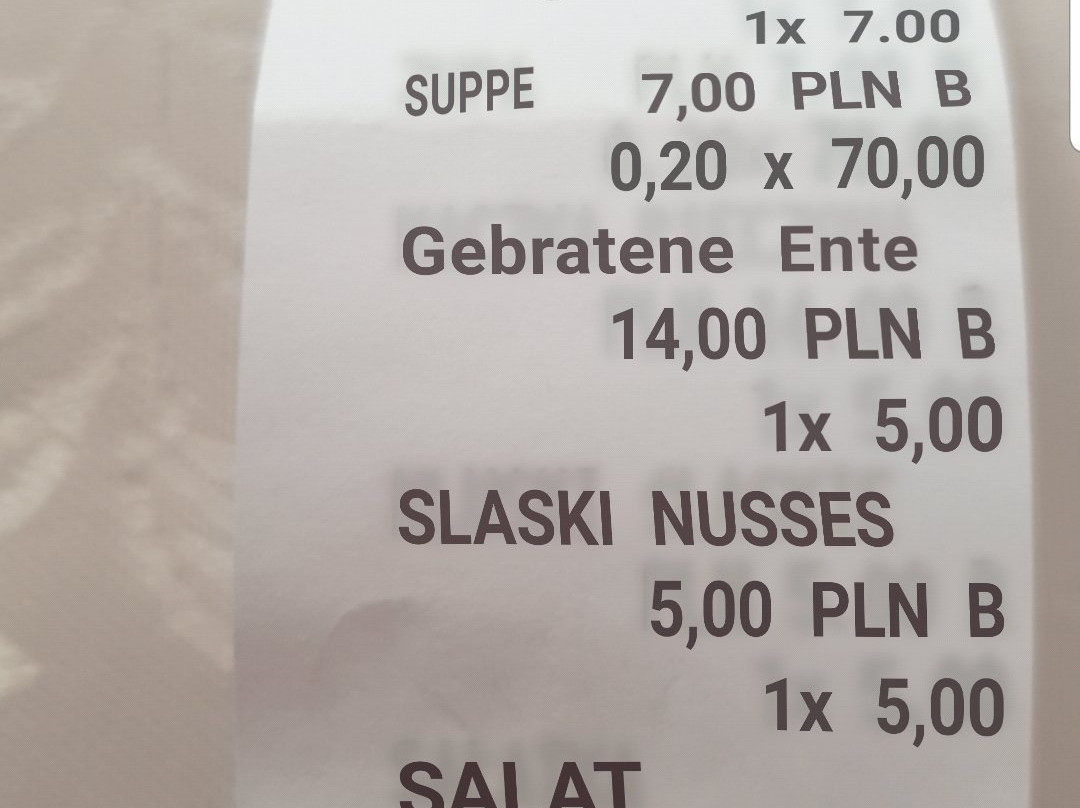 1x 7.00
SUPPE 7,00 PLN B
0,20 x 70,00
Gebratene Ente
14,00 PLN B
1x 5,00
SLASKI NUSSES
5,00 PLN B
1x 5,00
SALAT